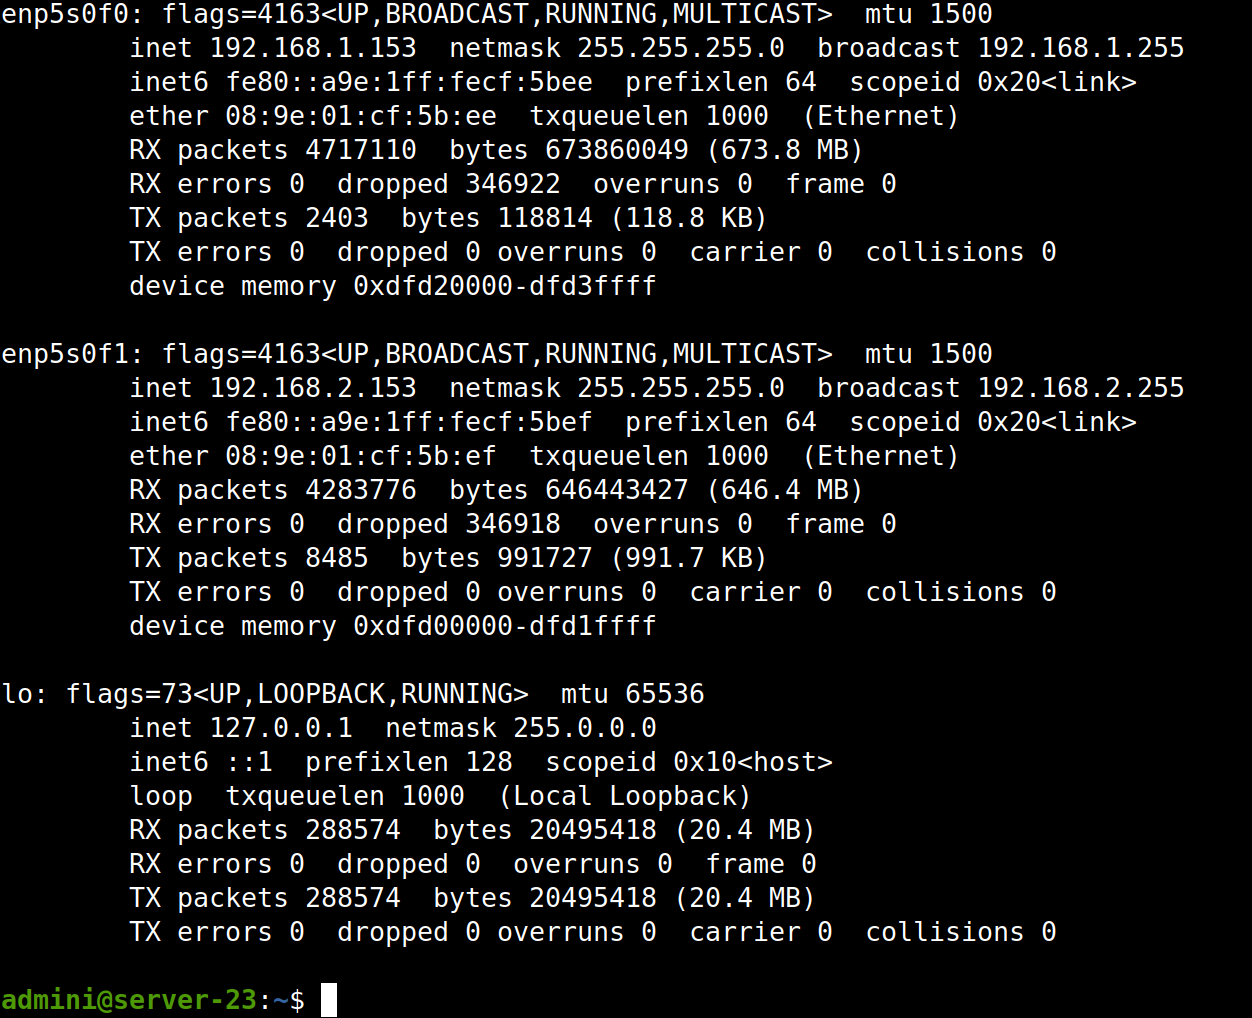 enp5s0f0: flags=4163<UP,BROADCAST,RUNNING,MULTICAST>  mtu 1500
        inet 192.168.1.153  netmask 255.255.255.0  broadcast 192.168.1.255
        inet6 fe80::a9e:1ff:fecf:5bee  prefixlen 64  scopeid 0x20<link>
        ether 08:9e:01:cf:5b:ee  txqueuelen 1000  (Ethernet)
        RX packets 4717110  bytes 673860049 (673.8 MB)
        RX errors 0  dropped 346922  overruns 0  frame 0
        TX packets 2403  bytes 118814 (118.8 KB)
        TX errors 0  dropped 0 overruns 0  carrier 0  collisions 0
        device memory 0xdfd20000-dfd3ffff

enp5s0f1: flags=4163<UP,BROADCAST,RUNNING,MULTICAST>  mtu 1500
        inet 192.168.2.153  netmask 255.255.255.0  broadcast 192.168.2.255
        inet6 fe80::a9e:1ff:fecf:5bef  prefixlen 64  scopeid 0x20<link>
        ether 08:9e:01:cf:5b:ef  txqueuelen 1000  (Ethernet)
        RX packets 4283776  bytes 646443427 (646.4 MB)
        RX errors 0  dropped 346918  overruns 0  frame 0
        TX packets 8485  bytes 991727 (991.7 KB)
        TX errors 0  dropped 0 overruns 0  carrier 0  collisions 0
        device memory 0xdfd00000-dfd1ffff

lo: flags=73<UP,LOOPBACK,RUNNING>  mtu 65536
        inet 127.0.0.1  netmask 255.0.0.0
        inet6 ::1  prefixlen 128  scopeid 0x10<host>
        loop  txqueuelen 1000  (Local Loopback)
        RX packets 288574  bytes 20495418 (20.4 MB)
        RX errors 0  dropped 0  overruns 0  frame 0
        TX packets 288574  bytes 20495418 (20.4 MB)
        TX errors 0  dropped 0 overruns 0  carrier 0  collisions 0

admini@server-23:~$